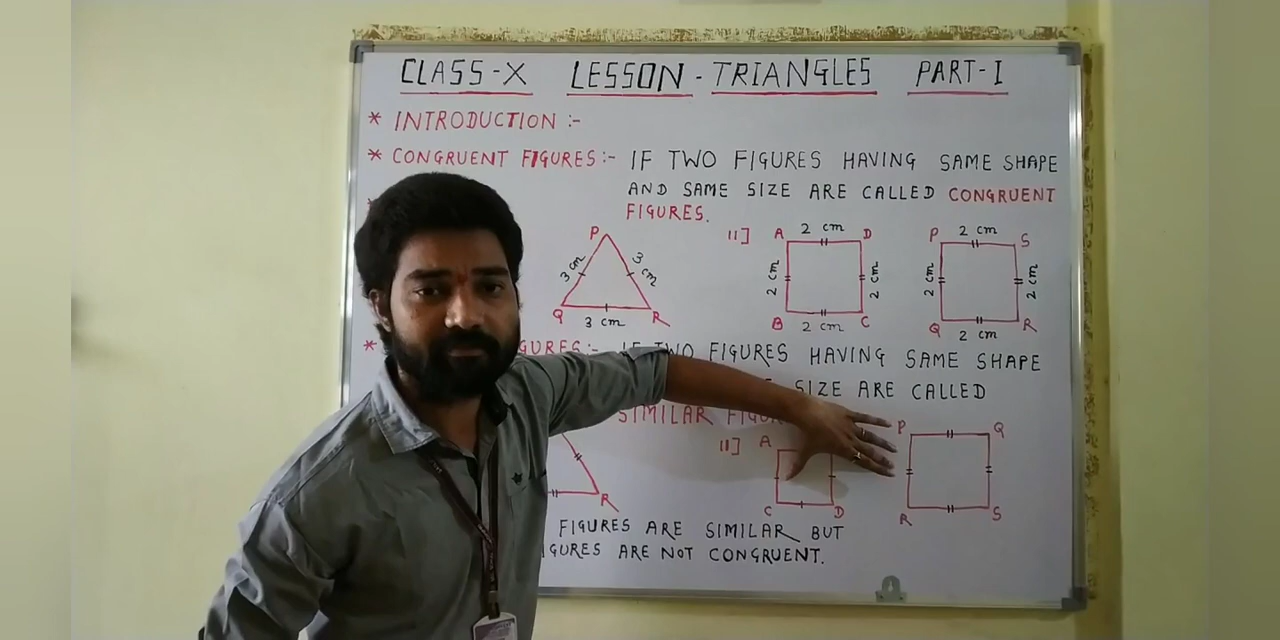 CLASS-X LESSON - TRIANGLES PART-I
* INTRODUCTION :-
* CONGRUENT FIGURES :- IF TWO FIGURES HAVING SAME SHAPE
AND SAME SIZE ARE CALLED CONGRUENT
FIGURES.
P
3 cm 3 cm
Q R
3 cm
II] A 2 cm D
2 cm 2 cm
B 2 cm C
P 2 cm S
2 cm 2 cm
Q 2 cm R
* IF TWO FIGURES HAVING SAME SHAPE
SIZE ARE CALLED
SIMILAR
R
II] A
C D
P Q
R S
FIGURES ARE SIMILAR BUT
FIGURES ARE NOT CONGRUENT.